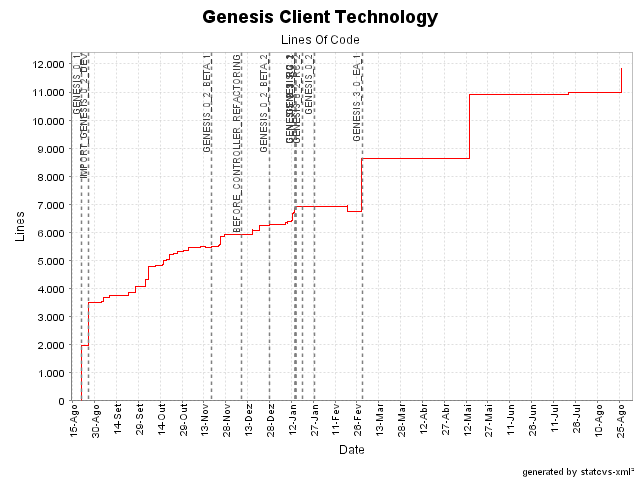 Genesis Client Technology
Lines Of Code
Lines
12.000
11.000
10.000
9.000
8.000
7.000
6.000
5.000
4.000
3.000
2.000
1.000
0.000
GENESIS_0_1
IMPORT_GENESIS_0_2_DEV
GENESIS_0_2_BETA_1
BEFORE_CONTROLLER_REFACTORING
GENESIS_0_2_BETA_2
GENESIS_0_2
GENESIS_3_0_EA_1
15-Ago
30-Ago
14-Set
29-Set
14-Out
29-Out
13-Nov
28-Nov
13-Dez
28-Dez
12-Jan
27-Jan
11-Fev
26-Fev
13-Mar
28-Mar
12-Abr
27-Abr
12-Mai
27-Mai
11-Jun
26-Jun
11-Jul
26-Jul
10-Ago
25-Ago
Date
generated by statcvs-xml²